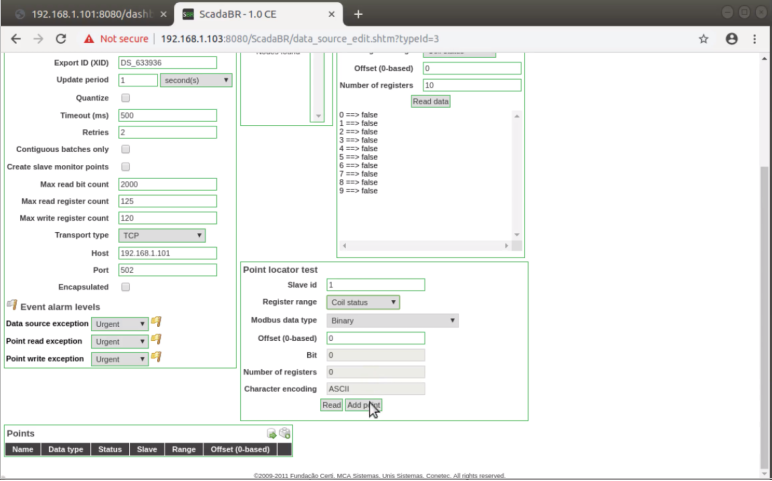 192.168.1.101:8080/dashb
ScadaBR - 1.0 CE
Not secure
192.168.1.103:8080/ScadaBR/data_source_edit.shtm?typeId=3
Export ID (XID) DS_633936
Update period 1 second(s)
Quantize
Timeout (ms) 500
Retries 2
Contiguous batches only
Create slave monitor points
Max read bit count 2000
Max read register count 125
Max write register count 120
Transport type TCP
Host 192.168.1.101
Port 502
Encapsulated
Event alarm levels
Data source exception Urgent
Point read exception Urgent
Point write exception Urgent
Offset (0-based) 0
Number of registers 10
Read data
0 ==> false
1 ==> false
2 ==> false
3 ==> false
4 ==> false
5 ==> false
6 ==> false
7 ==> false
8 ==> false
9 ==> false
Point locator test
Slave id 1
Register range Coil status
Modbus data type Binary
Offset (0-based) 0
Bit 0
Number of registers 0
Character encoding ASCII
Read Add point
Points
Name Data type Status Slave Range Offset (0-based)
©2009-2011 Fundação Certi, MCA Sistemas, Unis Sistemas, Conetec. All rights reserved.